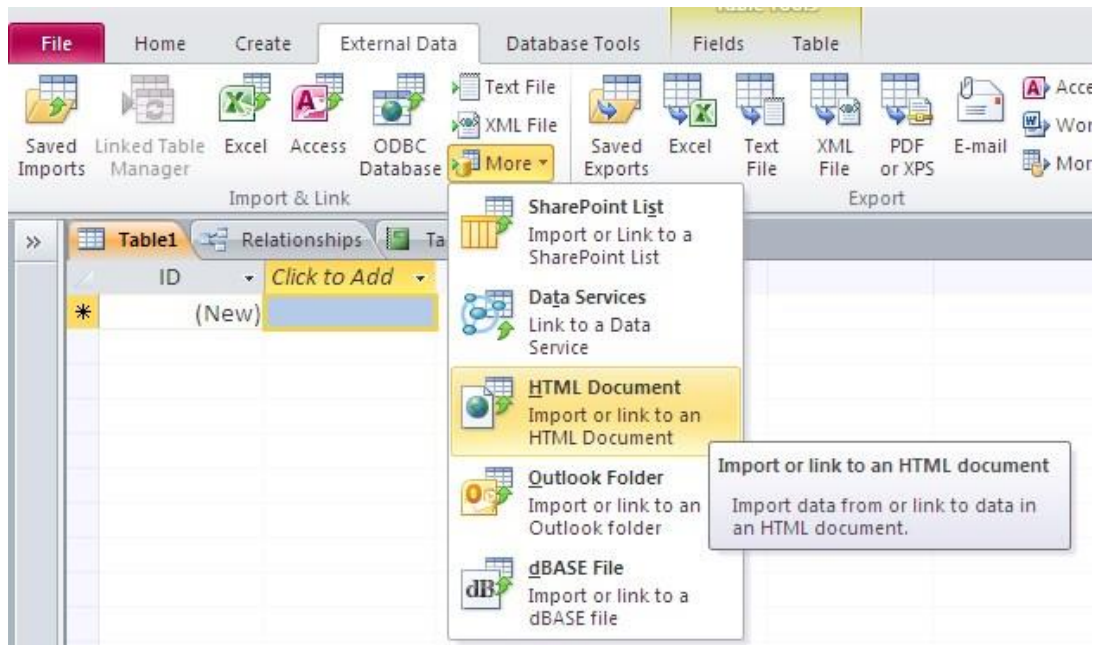 Table Tools
File Home Create External Data Database Tools Fields Table
Saved Imports
Linked Table Manager
Excel
Access
ODBC Database
Text File
XML File
More
Saved Exports
Excel
Text File
XML File
PDF or XPS
E-mail
Import & Link
Export
Table1 Relationships
ID Click to Add
(New)
SharePoint List
Import or Link to a
SharePoint List
Data Services
Link to a Data
Service
HTML Document
Import or link to an
HTML Document
Outlook Folder
Import or link to an
Outlook folder
dBASE File
Import or link to a
dBASE file
Import or link to an HTML document
Import data from or link to data in
an HTML document.